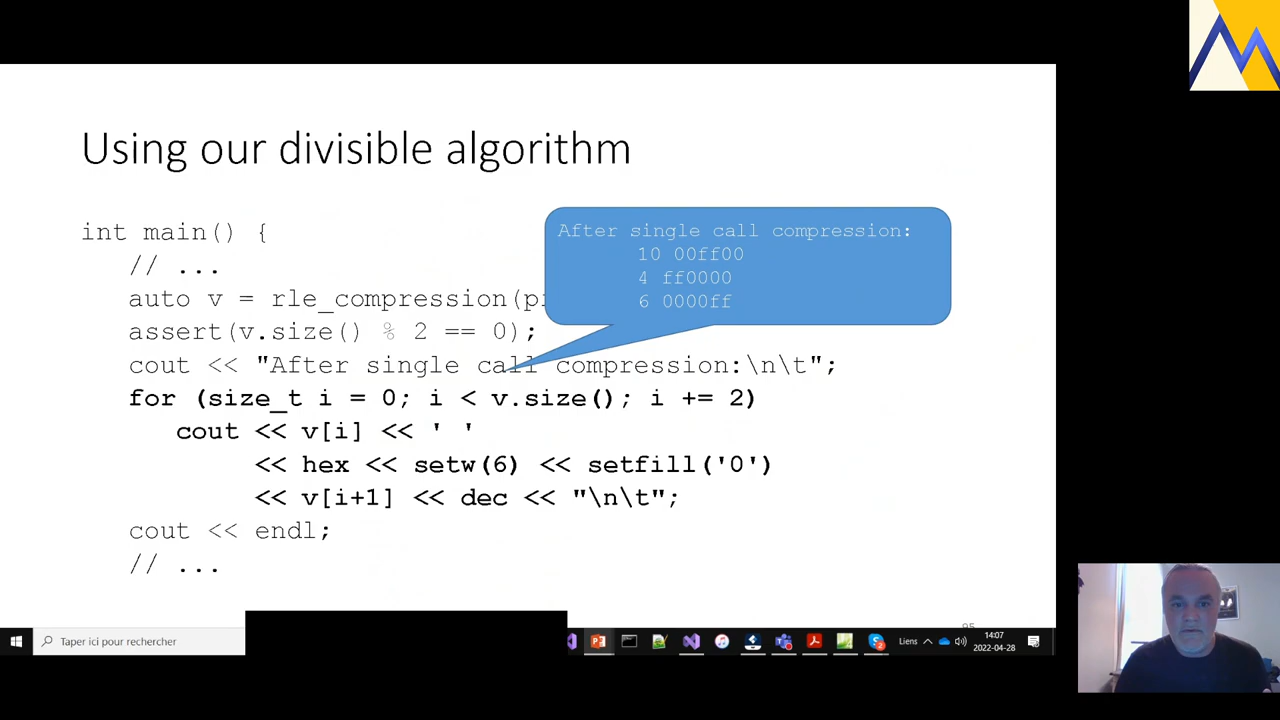 Using our divisible algorithm
int main() {
// ...
auto v = rle_compression(
assert(v.size() % 2 == 0);
cout << "After single call compression:\n\t";
for (size_t i = 0; i < v.size(); i += 2)
cout << v[i] << ' '
<< hex << setw(6) << setfill('0')
<< v[i+1] << dec << "\n\t";
cout << endl;
// ...
After single call compression:
10 00ff00
4 ff0000
6 0000ff
Taper ici pour rechercher
Liens
14:07
2022-04-28